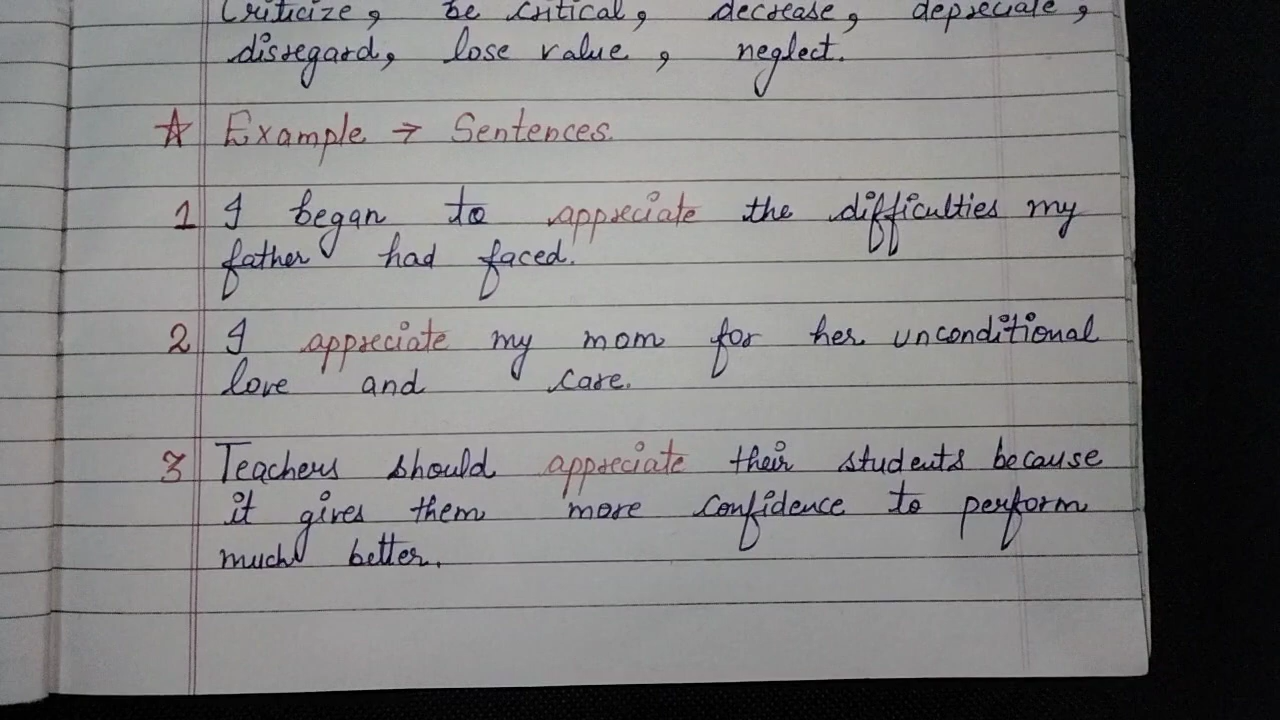 Criticize, be critical, decrease, depreciate,
disregard, lose value, neglect.
☆ Example → Sentences.
1 I began to appreciate the difficulties my
father had faced.
2 I appreciate my mom for her unconditional
love and care.
3 Teachers should appreciate their students because
it gives them more confidence to perform
much better.